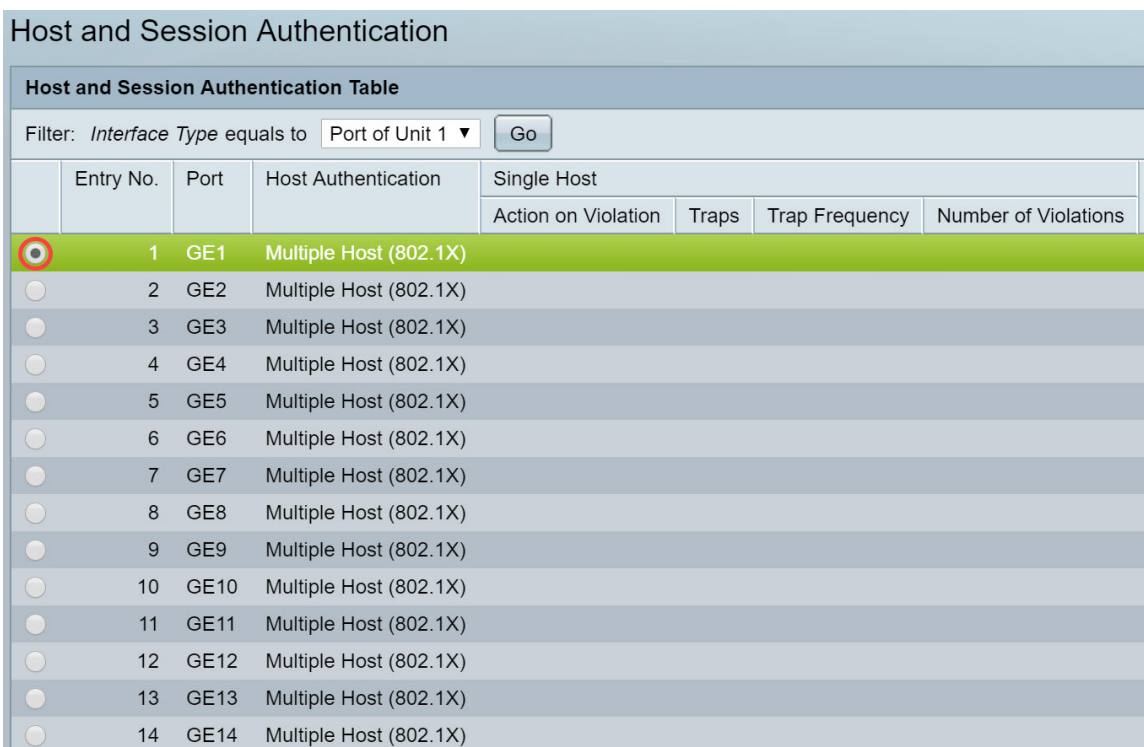 Host and Session Authentication
Host and Session Authentication Table
Filter: Interface Type equals to Port of Unit 1 Go
Entry No. Port Host Authentication Single Host
Action on Violation Traps Trap Frequency Number of Violations
1 GE1 Multiple Host (802.1X)
2 GE2 Multiple Host (802.1X)
3 GE3 Multiple Host (802.1X)
4 GE4 Multiple Host (802.1X)
5 GE5 Multiple Host (802.1X)
6 GE6 Multiple Host (802.1X)
7 GE7 Multiple Host (802.1X)
8 GE8 Multiple Host (802.1X)
9 GE9 Multiple Host (802.1X)
10 GE10 Multiple Host (802.1X)
11 GE11 Multiple Host (802.1X)
12 GE12 Multiple Host (802.1X)
13 GE13 Multiple Host (802.1X)
14 GE14 Multiple Host (802.1X)